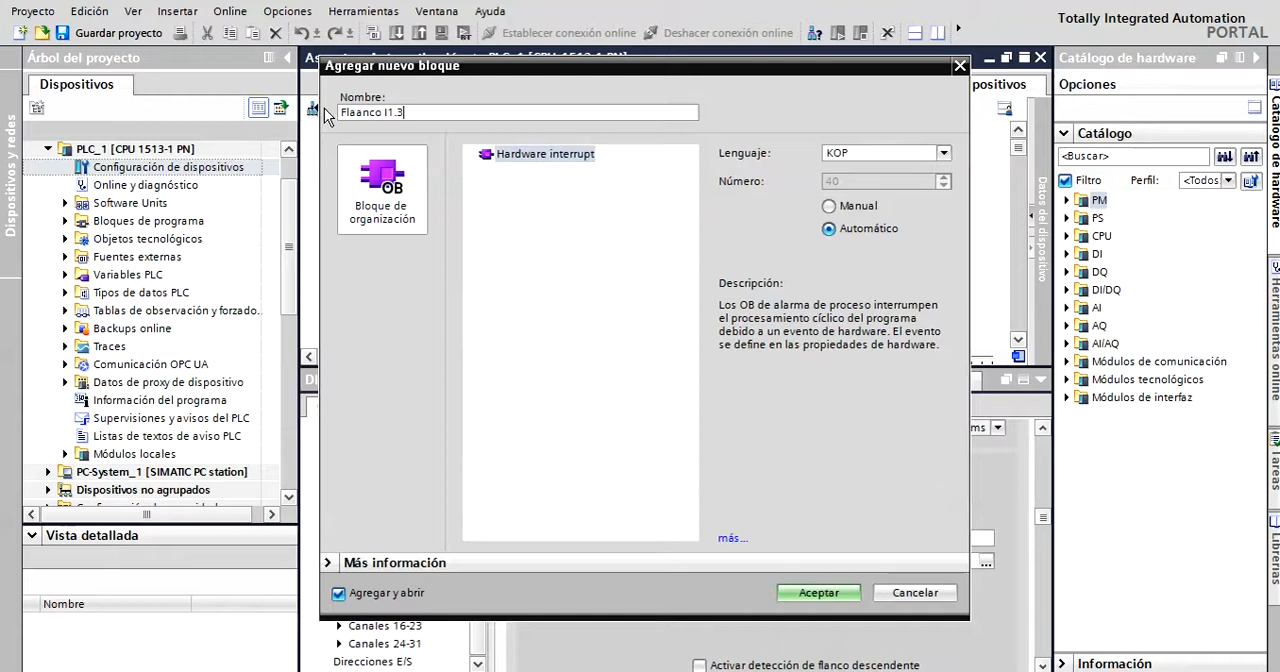 Proyecto Edición Ver Insertar Online Opciones Herramientas Ventana Ayuda
Totally Integrated Automation
PORTAL
Guardar proyecto
Establecer conexión online
Deshacer conexión online
Árbol del proyecto
Dispositivos
Dispositivos y redes
PLC_1 [CPU 1513-1 PN]
Configuración de dispositivos
Online y diagnóstico
Software Units
Bloques de programa
Objetos tecnológicos
Fuentes externas
Variables PLC
Tipos de datos PLC
Tablas de observación y forzado..
Backups online
Traces
Comunicación OPC UA
Datos de proxy de dispositivo
Información del programa
Supervisiones y avisos del PLC
Listas de textos de aviso PLC
Módulos locales
PC-System_1 [SIMATIC PC station]
Dispositivos no agrupados
Vista detallada
Nombre
Agregar nuevo bloque
Nombre:
Flaanco I1.3
OB
Bloque de
organización
Hardware interrupt
Lenguaje: KOP
Número: 40
Manual
Automático
Descripción:
Los OB de alarma de proceso interrumpen
el procesamiento cíclico del programa
debido a un evento de hardware. El evento
se define en las propiedades de hardware.
más...
Más información
Agregar y abrir
Aceptar
Cancelar
Canales 16-23
Canales 24-31
Direcciones E/S
Activar detección de flanco descendente
Datos del dispositivo
Catálogo de hardware
Opciones
Catálogo
<Buscar>
Filtro Perfil: <Todos
PM
PS
CPU
DI
DQ
DI/DQ
AI
AQ
AI/AQ
Módulos de comunicación
Módulos tecnológicos
Módulos de interfaz
Información
Catálogo de hardware
Herramientas online
Tareas
Librerías